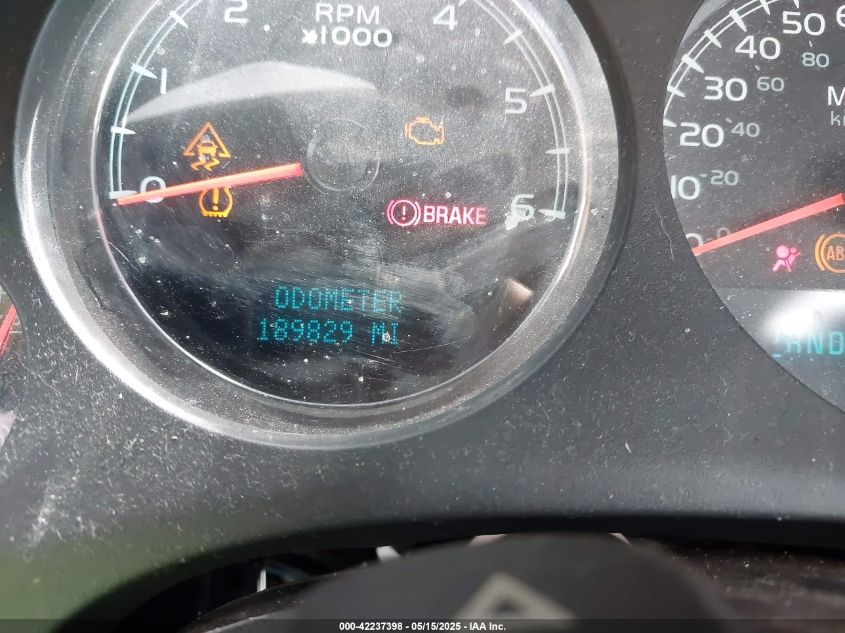 RPM
x1000
0 1 2 4 5 6
BRAKE
ODOMETER
189829 MI
10 20 30 40 50
20 40 60 80
000-42237398 - 05/15/2025 - IAA Inc.